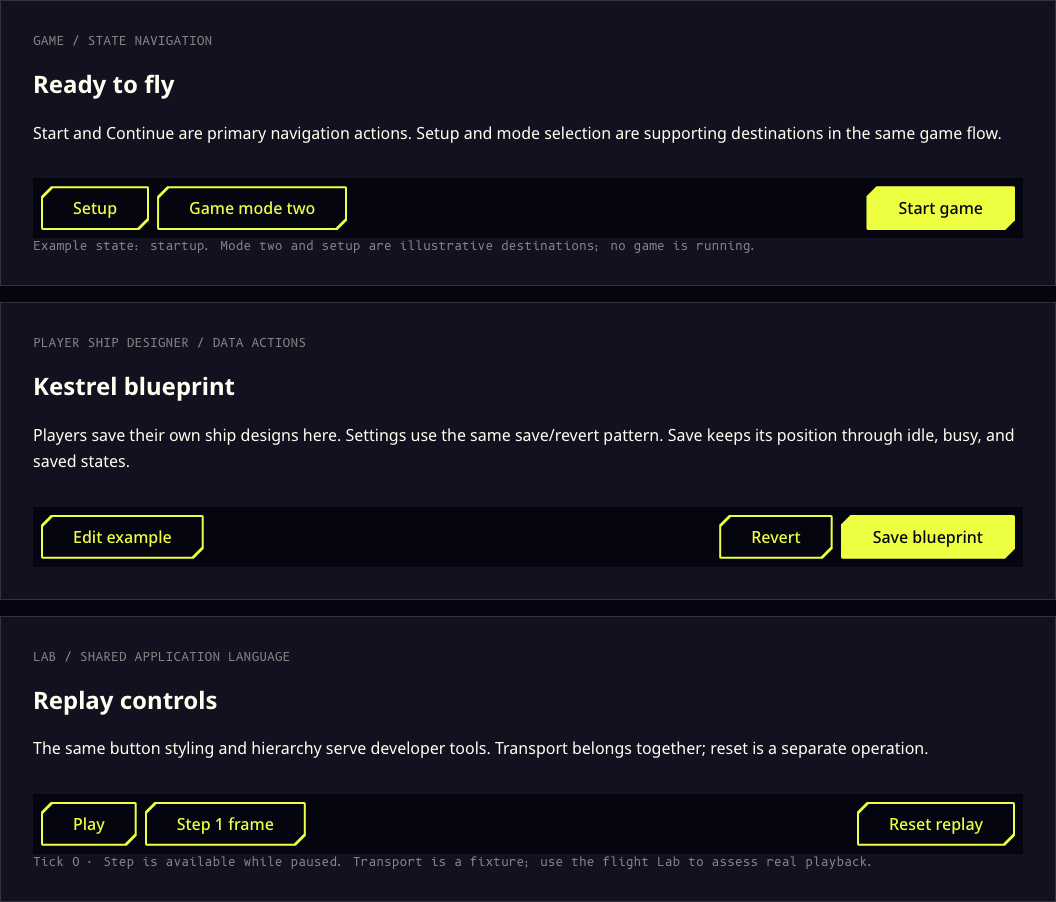 GAME / STATE NAVIGATION
Ready to fly
Start and Continue are primary navigation actions. Setup and mode selection are supporting destinations in the same game flow.
Setup
Game mode two
Start game
Example state: startup. Mode two and setup are illustrative destinations; no game is running.
PLAYER SHIP DESIGNER / DATA ACTIONS
Kestrel blueprint
Players save their own ship designs here. Settings use the same save/revert pattern. Save keeps its position through idle, busy, and
saved states.
Edit example
Revert
Save blueprint
LAB / SHARED APPLICATION LANGUAGE
Replay controls
The same button styling and hierarchy serve developer tools. Transport belongs together; reset is a separate operation.
Play
Step 1 frame
Reset replay
Tick 0 · Step is available while paused. Transport is a fixture; use the flight Lab to assess real playback.